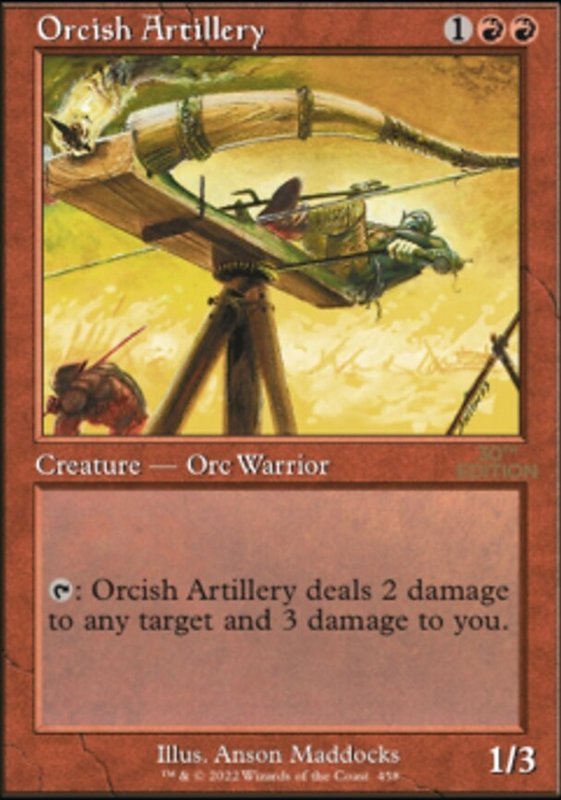 Orcish Artillery 1
Creature — Orc Warrior
30TH
EDITION
: Orcish Artillery deals 2 damage
to any target and 3 damage to you.
Illus. Anson Maddocks
1/3
™ & © 2022 Wizards of the Coast 458